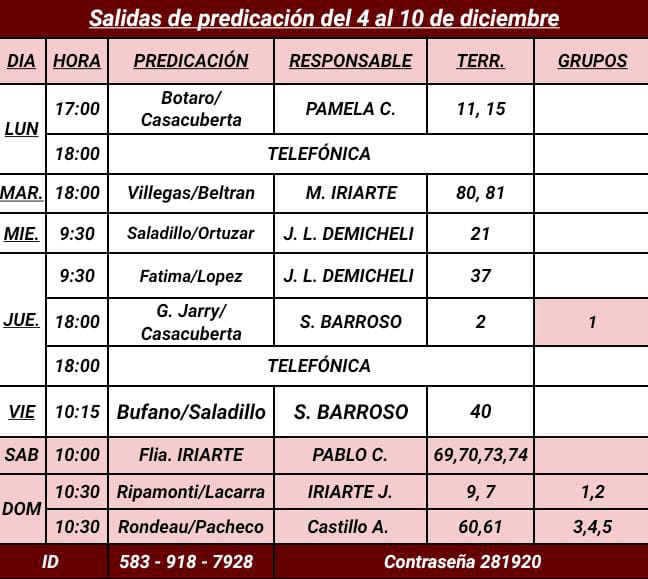 Salidas de predicación del 4 al 10 de diciembre
DIA HORA PREDICACIÓN RESPONSABLE TERR. GRUPOS
LUN 17:00 Botaro/ Casacuberta PAMELA C. 11, 15
18:00 TELEFÓNICA
MAR. 18:00 Villegas/Beltran M. IRIARTE 80, 81
MIE. 9:30 Saladillo/Ortuzar J. L. DEMICHELI 21
JUE. 9:30 Fatima/Lopez J. L. DEMICHELI 37
18:00 G. Jarry/ Casacuberta S. BARROSO 2 1
18:00 TELEFÓNICA
VIE 10:15 Bufano/Saladillo S. BARROSO 40
SAB 10:00 Flia. IRIARTE PABLO C. 69,70,73,74
DOM 10:30 Ripamonti/Lacarra IRIARTE J. 9, 7 1,2
10:30 Rondeau/Pacheco Castillo A. 60,61 3,4,5
ID 583 - 918 - 7928 Contraseña 281920